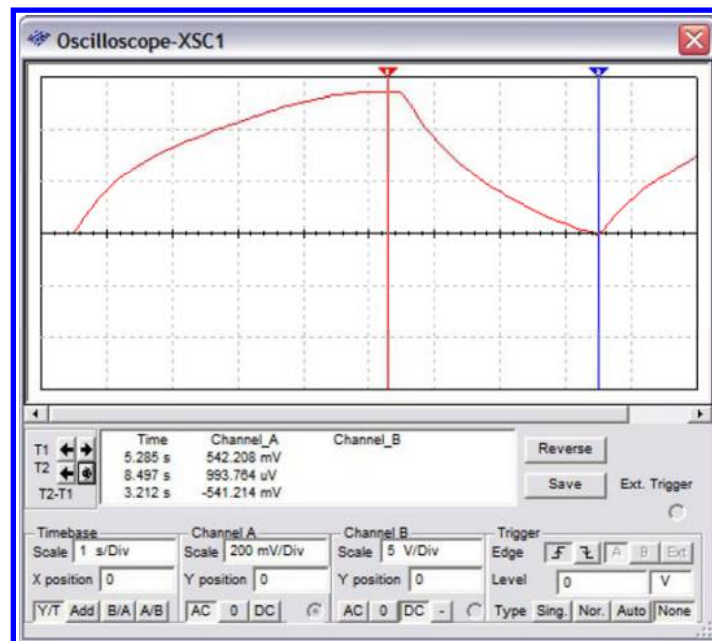 Oscilloscope-XSC1
Time Channel_A Channel_B
T1 5.285 s 542.208 mV
T2 8.497 s 993.764 uV
T2-T1 3.212 s -541.214 mV
Reverse
Save
Ext. Trigger
Timebase
Scale 1 s/Div
X position 0
Y/T Add B/A A/B
Channel A
Scale 200 mV/Div
Y position 0
AC 0 DC
Channel B
Scale 5 V/Div
Y position 0
AC 0 DC -
Trigger
Edge A B Ext
Level 0 V
Type Sing. Nor. Auto None